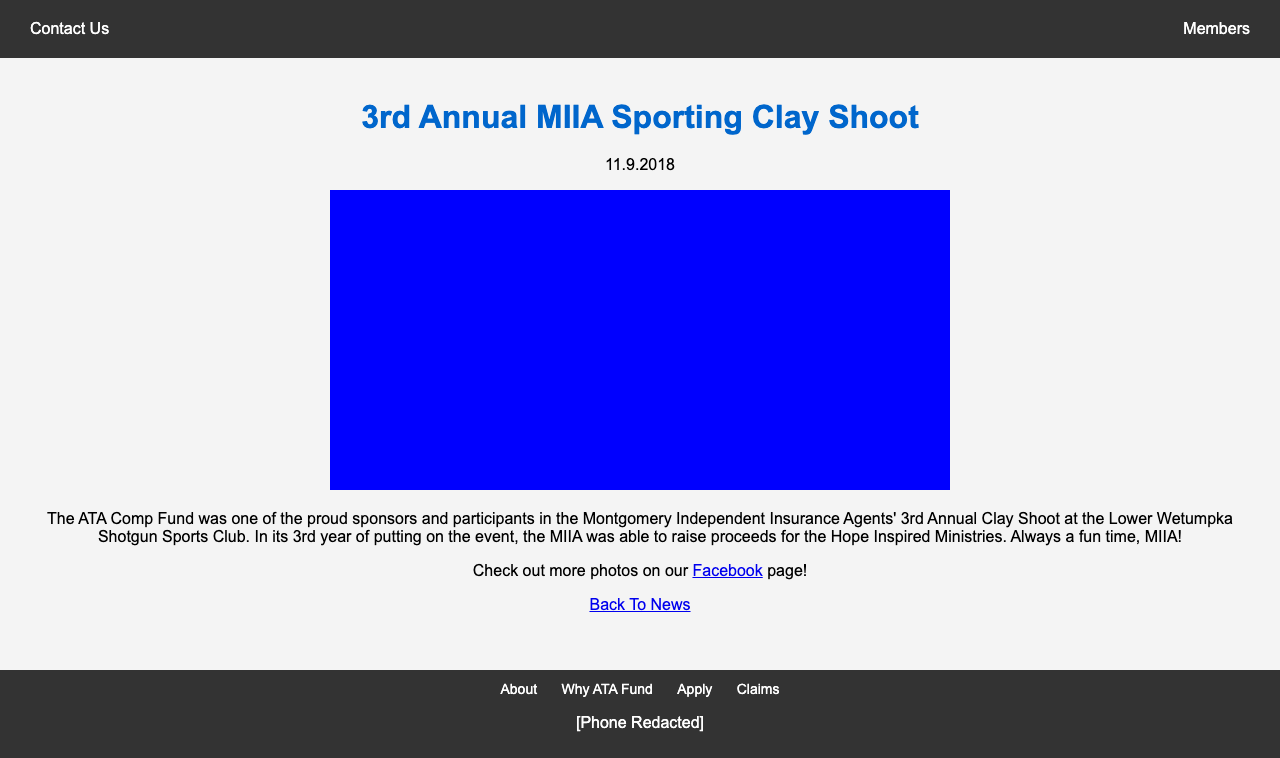 Contact Us
Members
3rd Annual MIIA Sporting Clay Shoot
11.9.2018
The ATA Comp Fund was one of the proud sponsors and participants in the Montgomery Independent Insurance Agents' 3rd Annual Clay Shoot at the Lower Wetumpka
Shotgun Sports Club. In its 3rd year of putting on the event, the MIIA was able to raise proceeds for the Hope Inspired Ministries. Always a fun time, MIIA!
Check out more photos on our Facebook page!
Back To News
About Why ATA Fund Apply Claims
[Phone Redacted]